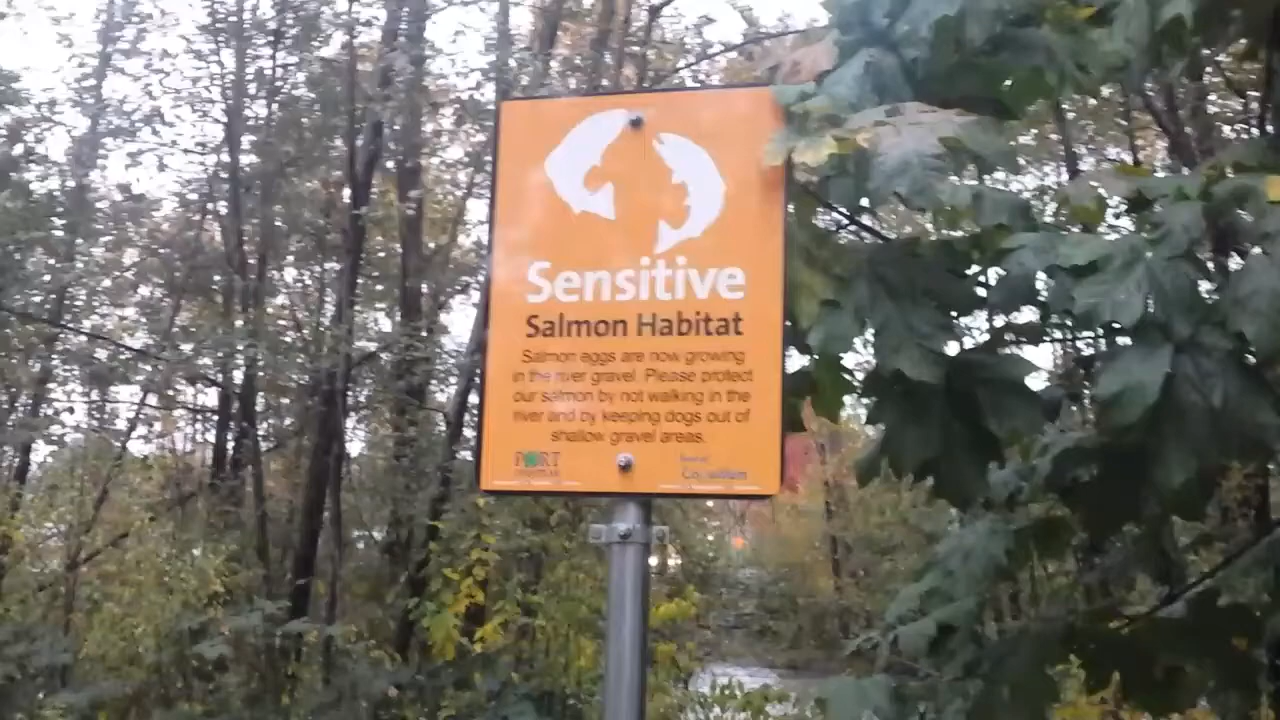 Sensitive
Salmon Habitat
Salmon eggs are now growing
in the river gravel. Please protect
our salmon by not walking in the
river and by keeping dogs out of
shallow gravel areas.
PORT
Coquitlam